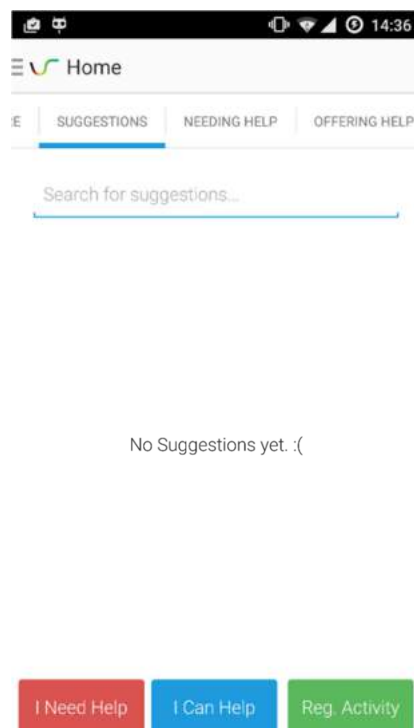 14:36
Home
E SUGGESTIONS NEEDING HELP OFFERING HELP
Search for suggestions...
No Suggestions yet. :(
I Need Help I Can Help Reg. Activity